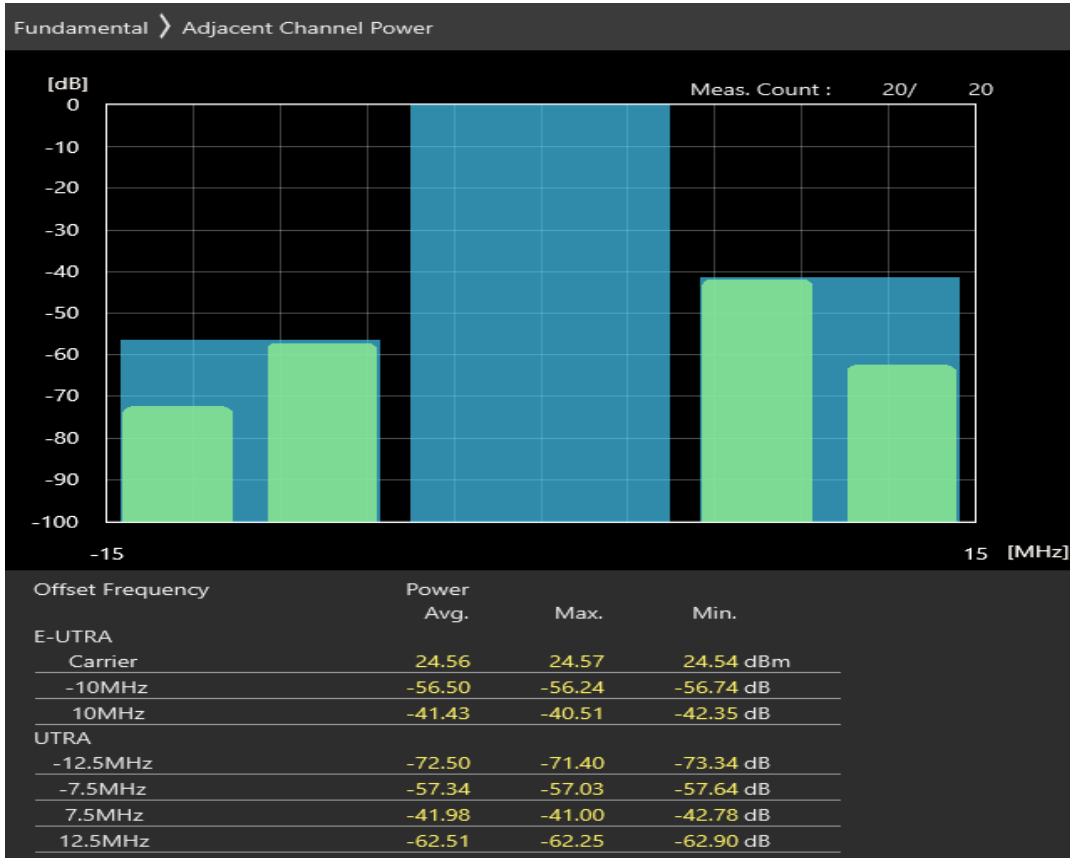 Fundamental 〉 Adjacent Channel Power
[dB]
Meas. Count : 20/ 20
0
-10
-20
-30
-40
-50
-60
-70
-80
-90
-100
-15 15 [MHz]
Offset Frequency Power
Avg. Max. Min.
E-UTRA
Carrier 24.56 24.57 24.54 dBm
-10MHz -56.50 -56.24 -56.74 dB
10MHz -41.43 -40.51 -42.35 dB
UTRA
-12.5MHz -72.50 -71.40 -73.34 dB
-7.5MHz -57.34 -57.03 -57.64 dB
7.5MHz -41.98 -41.00 -42.78 dB
12.5MHz -62.51 -62.25 -62.90 dB